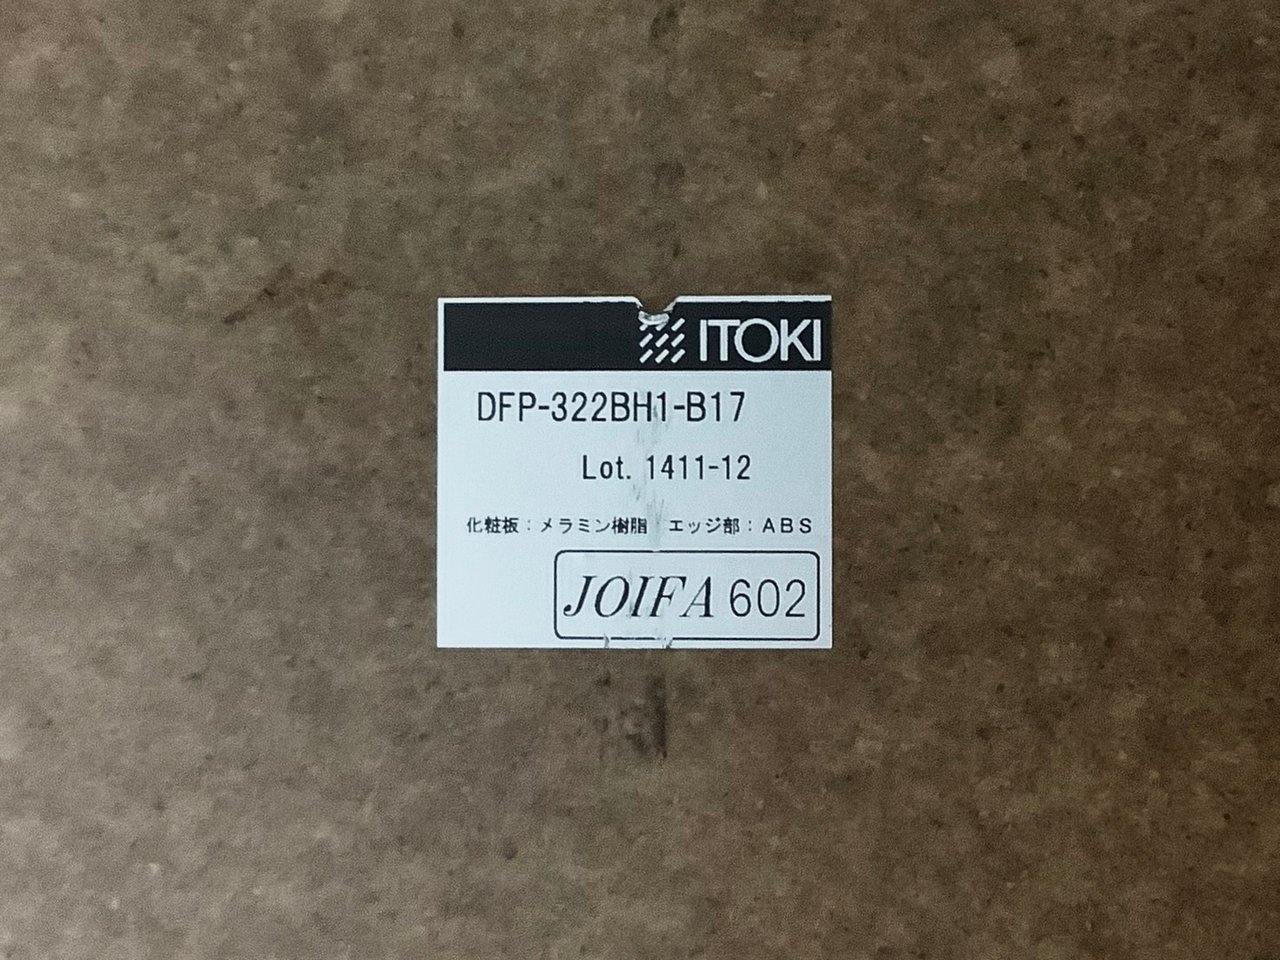 ITOKI
DFP-322BH1-B17
Lot. 1411-12
化粧板：メラミン樹脂　エッジ部：ABS
JOIFA 602